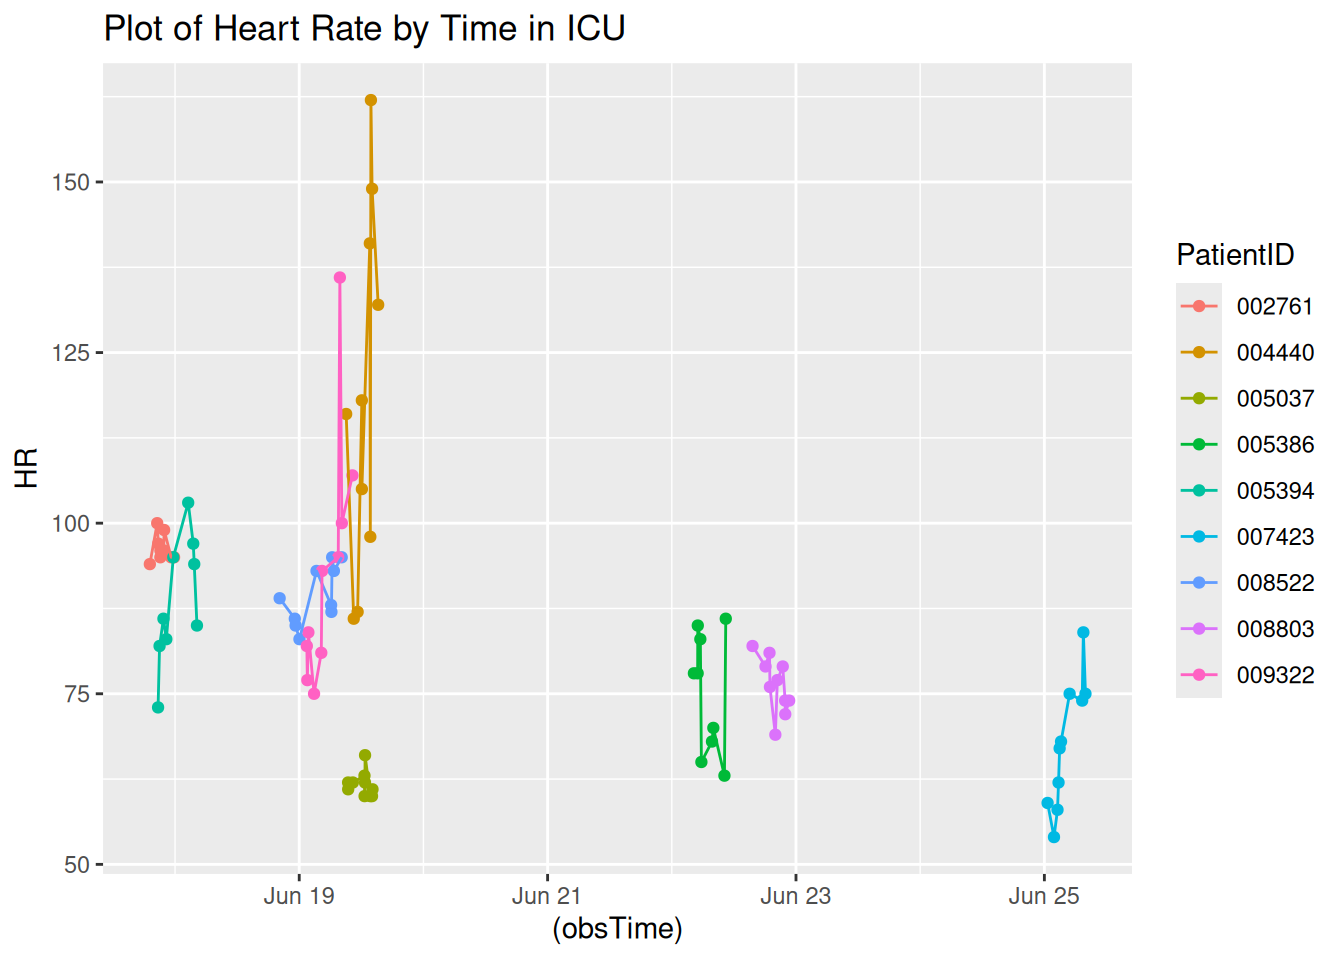 Plot of Heart Rate by Time in ICU
HR
150
125
100
75
50
Jun 19
Jun 21
Jun 23
Jun 25
(obsTime)
PatientID
002761
004440
005037
005386
005394
007423
008522
008803
009322